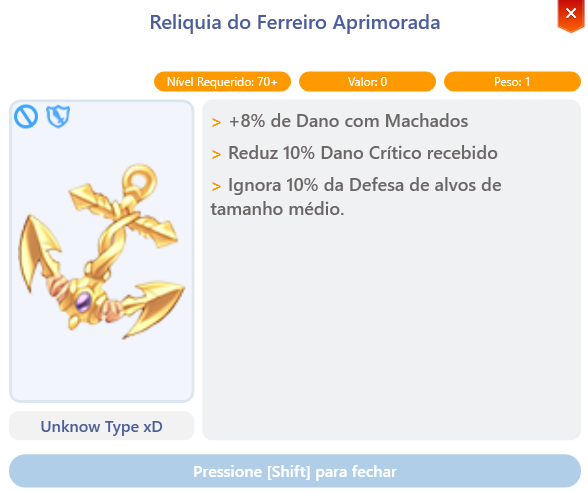 Reliquia do Ferreiro Aprimorada
Nível Requerido: 70+
Valor: 0
Peso: 1
> +8% de Dano com Machados
> Reduz 10% Dano Crítico recebido
> Ignora 10% da Defesa de alvos de
tamanho médio.
Unknow Type xD
Pressione [Shift] para fechar